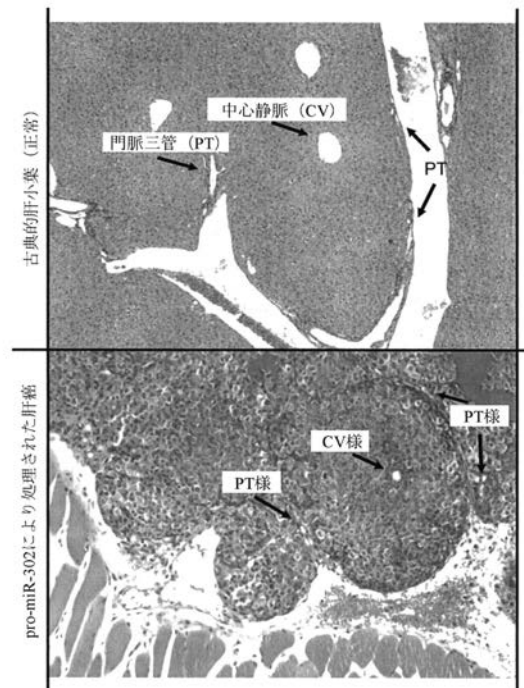 古典的肝小葉（正常）
中心静脈（CV）
門脈三管（PT）
PT
pro-miR-302により処理された肝癌
PT様
CV様
PT様